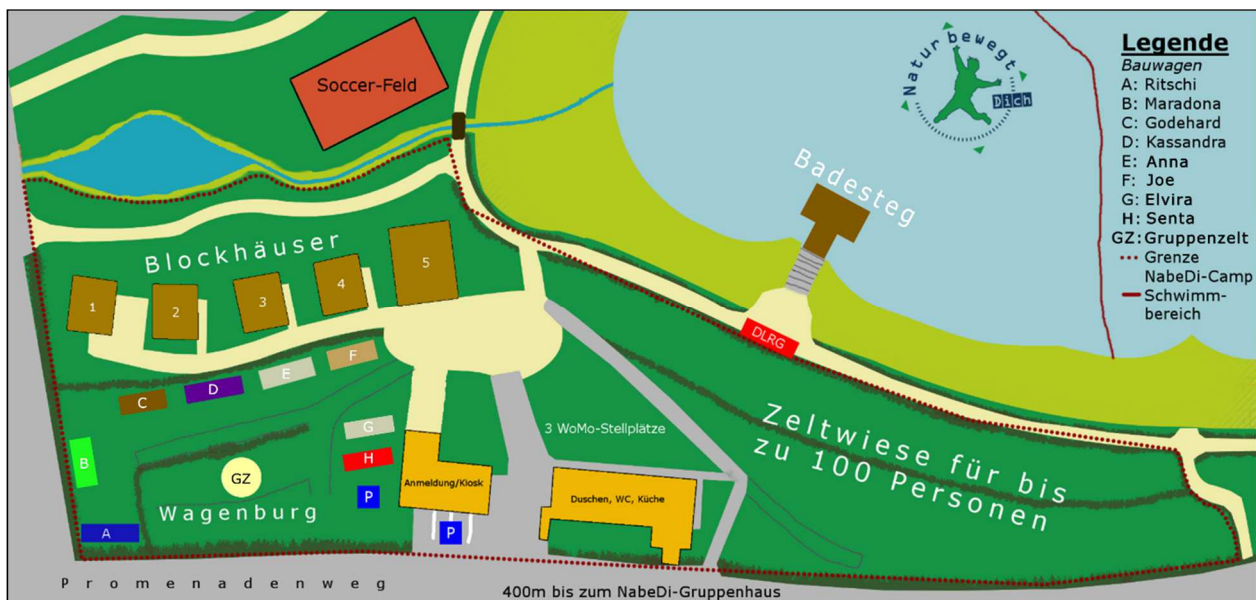 Soccer-Feld
Natur bewegt
Dich
Legende
Bauwagen
A: Ritschi
B: Maradona
C: Godehard
D: Kassandra
E: Anna
F: Joe
G: Elvira
H: Senta
GZ: Gruppenzelt
Grenze
NabeDi-Camp
Schwimm-
bereich
Badesteg
Blockhäuser
1
2
3
4
5
DLRG
C
D
E
F
G
H
B
A
GZ
P
Wagenburg
3 WoMo-Stellplätze
Anmeldung/Kiosk
P
Duschen, WC, Küche
Zeltwiese für bis
zu 100 Personen
Promenadenweg
400m bis zum NabeDi-Gruppenhaus